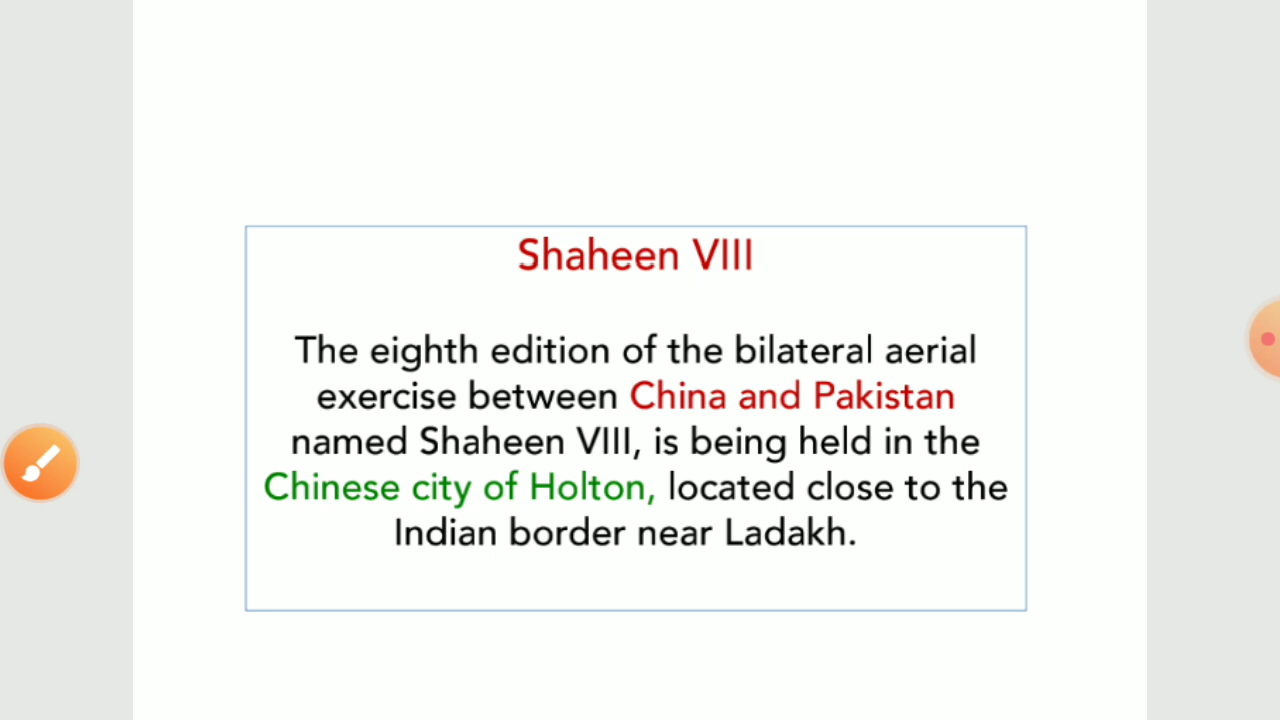 Shaheen VIII
The eighth edition of the bilateral aerial
exercise between China and Pakistan
named Shaheen VIII, is being held in the
Chinese city of Holton, located close to the
Indian border near Ladakh.